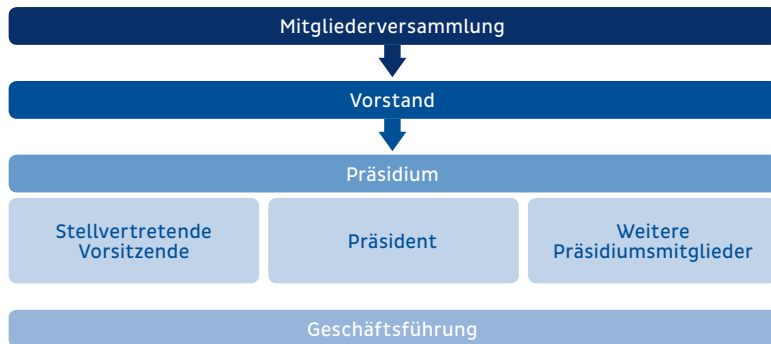 Mitgliederversammlung
Vorstand
Präsidium
Stellvertretende
Vorsitzende
Präsident
Weitere
Präsidiumsmitglieder
Geschäftsführung